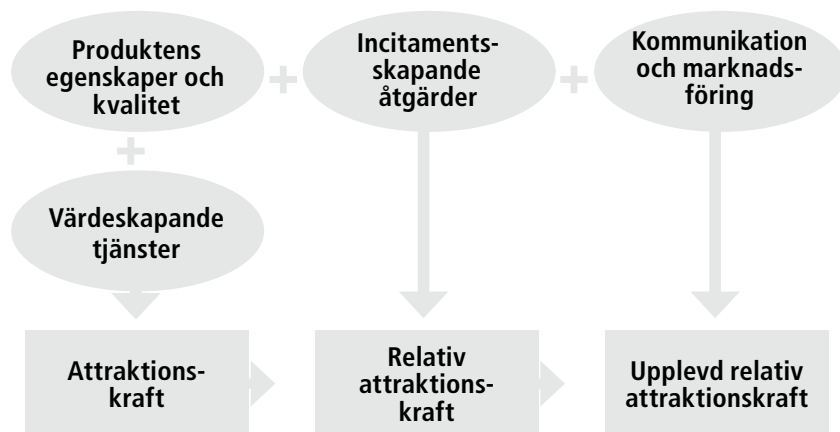 Produktens
egenskaper och
kvalitet
+
Incitaments-
skapande
åtgärder
+
Kommunikation
och marknads-
föring
+
Värdeskapande
tjänster
Attraktions-
kraft
Relativ
attraktions-
kraft
Upplevd relativ
attraktionskraft